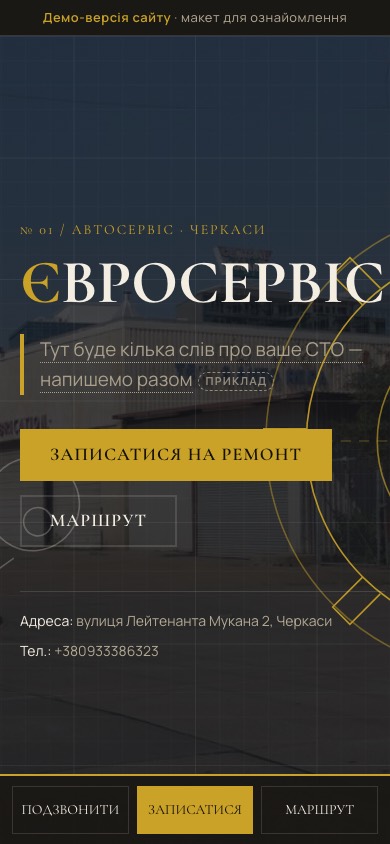 Демо-версія сайту · макет для ознайомлення
№ 01 / АВТОСЕРВІС · ЧЕРКАСИ
ЄВРОСЕРВІС
Тут буде кілька слів про ваше СТО —
напишемо разом ПРИКЛАД
ЗАПИСАТИСЯ НА РЕМОНТ
МАРШРУТ
Адреса: вулиця Лейтенанта Мукана 2, Черкаси
Тел.: +380933386323
ПОДЗВОНИТИ ЗАПИСАТИСЯ МАРШРУТ